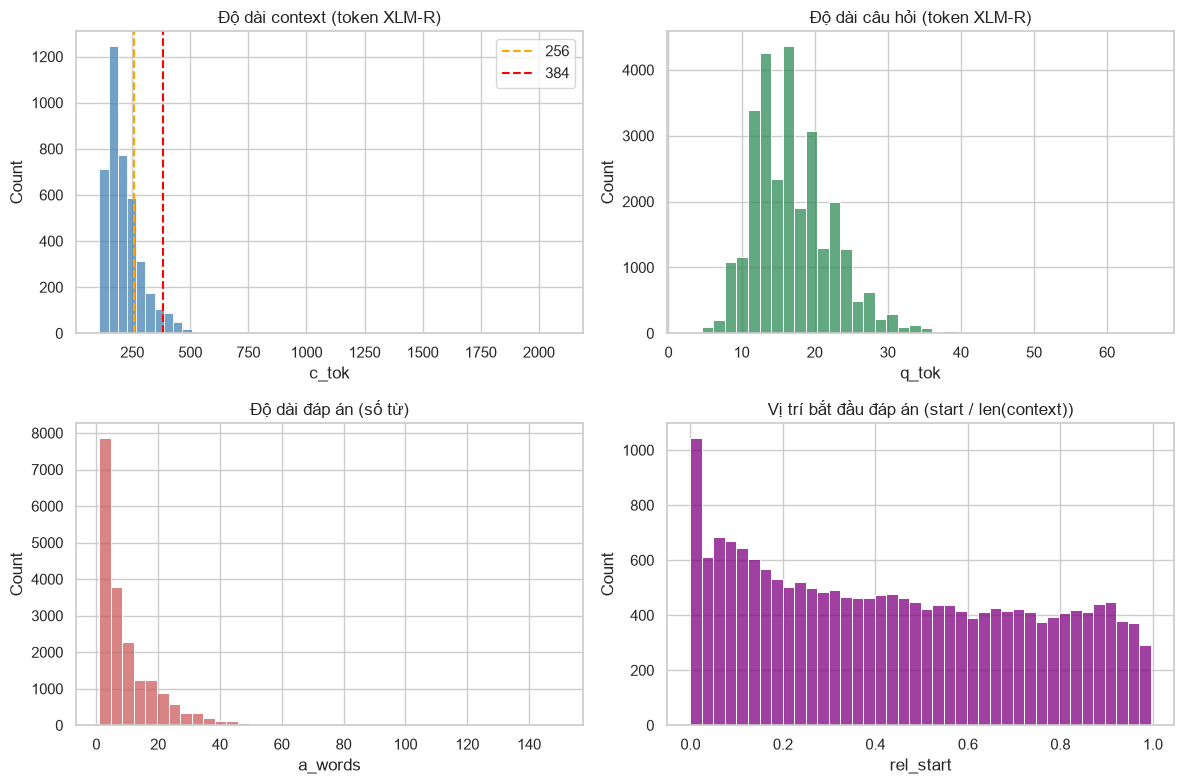 Độ dài context (token XLM-R)
256
384
Count
1200
1000
800
600
400
200
0
250 500 750 1000 1250 1500 1750 2000
c_tok
Độ dài câu hỏi (token XLM-R)
Count
4000
3000
2000
1000
0
0 10 20 30 40 50 60
q_tok
Độ dài đáp án (số từ)
Count
8000
7000
6000
5000
4000
3000
2000
1000
0
0 20 40 60 80 100 120 140
a_words
Vị trí bắt đầu đáp án (start / len(context))
Count
1000
800
600
400
200
0
0.0 0.2 0.4 0.6 0.8 1.0
rel_start